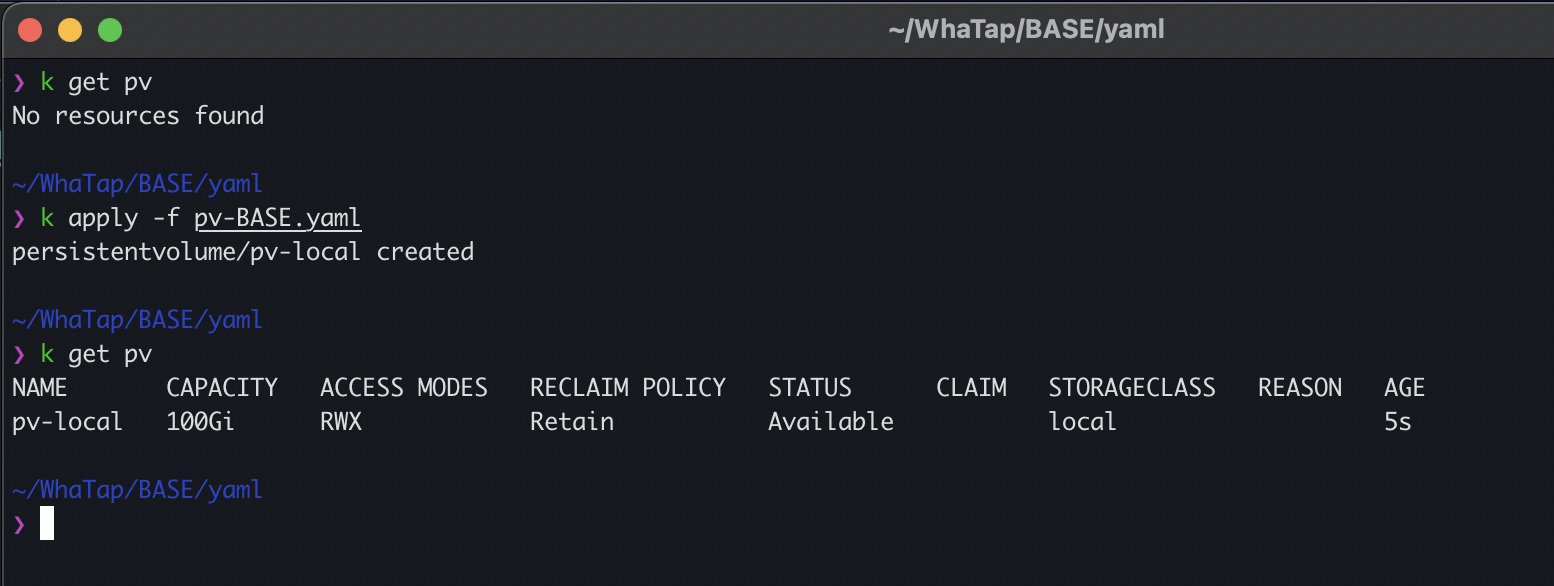 ~/WhaTap/BASE/yaml
❯ k get pv
No resources found
~/WhaTap/BASE/yaml
❯ k apply -f pv-BASE.yaml
persistentvolume/pv-local created
~/WhaTap/BASE/yaml
❯ k get pv
NAME CAPACITY ACCESS MODES RECLAIM POLICY STATUS CLAIM STORAGECLASS REASON AGE
pv-local 100Gi RWX Retain Available local 5s
~/WhaTap/BASE/yaml
❯